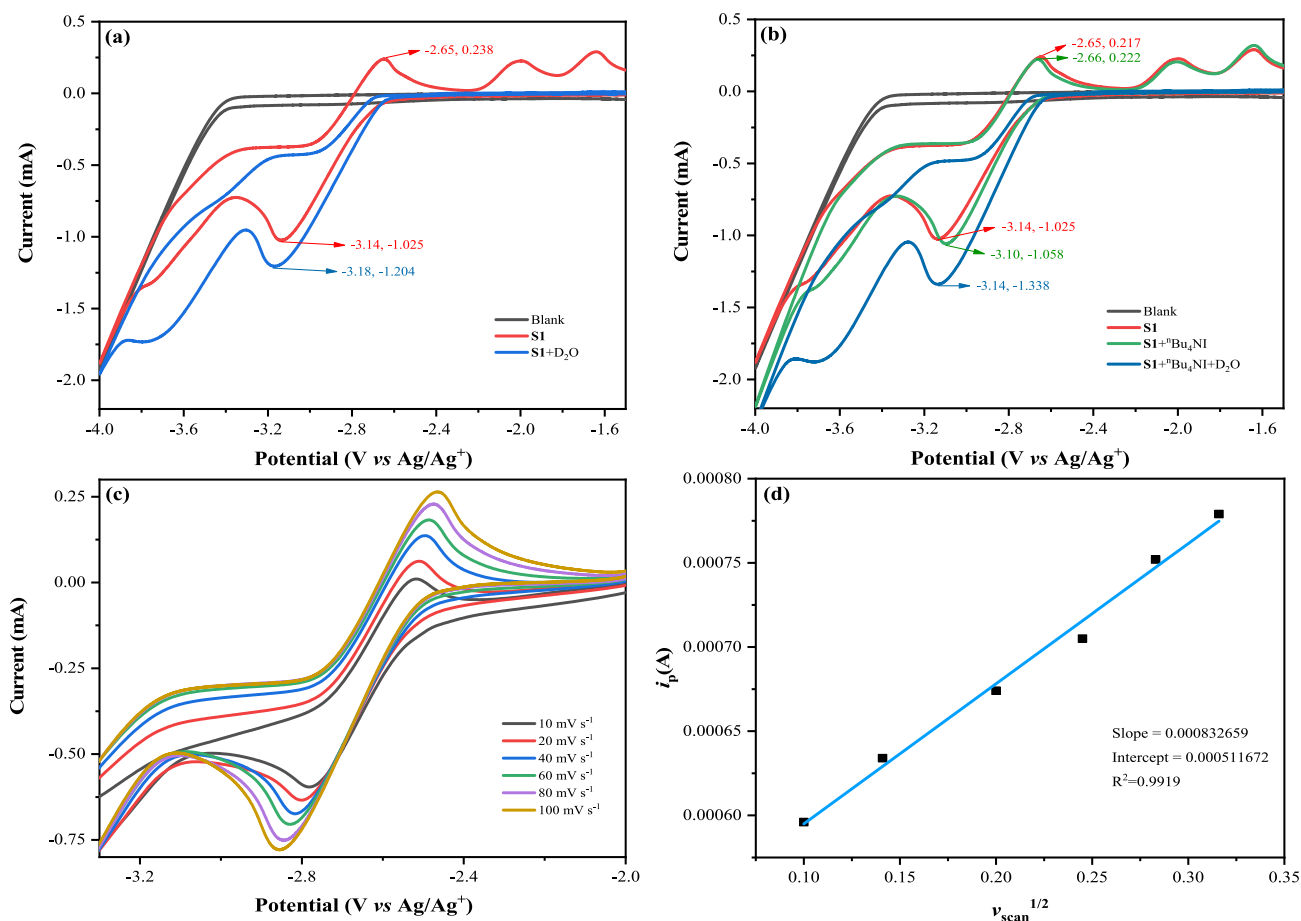 (a)
0.5
0.0
-0.5
-1.0
-1.5
-2.0
Current (mA)
-2.65, 0.238
-3.14, -1.025
-3.18, -1.204
Blank
S1
S1+D₂O
-4.0 -3.6 -3.2 -2.8 -2.4 -2.0 -1.6
Potential (V vs Ag/Ag⁺)
(b)
0.5
0.0
-0.5
-1.0
-1.5
-2.0
Current (mA)
-2.65, 0.217
-2.66, 0.222
-3.14, -1.025
-3.10, -1.058
-3.14, -1.338
Blank
S1
S1+ⁿBu₄NI
S1+ⁿBu₄NI+D₂O
-4.0 -3.6 -3.2 -2.8 -2.4 -2.0 -1.6
Potential (V vs Ag/Ag⁺)
(c)
0.25
0.00
-0.25
-0.50
-0.75
Current (mA)
10 mV s⁻¹
20 mV s⁻¹
40 mV s⁻¹
60 mV s⁻¹
80 mV s⁻¹
100 mV s⁻¹
-3.2 -2.8 -2.4 -2.0
Potential (V vs Ag/Ag⁺)
(d)
0.00080
0.00075
0.00070
0.00065
0.00060
iₚ(A)
Slope = 0.000832659
Intercept = 0.000511672
R²=0.9919
0.10 0.15 0.20 0.25 0.30 0.35
v_scan^1/2